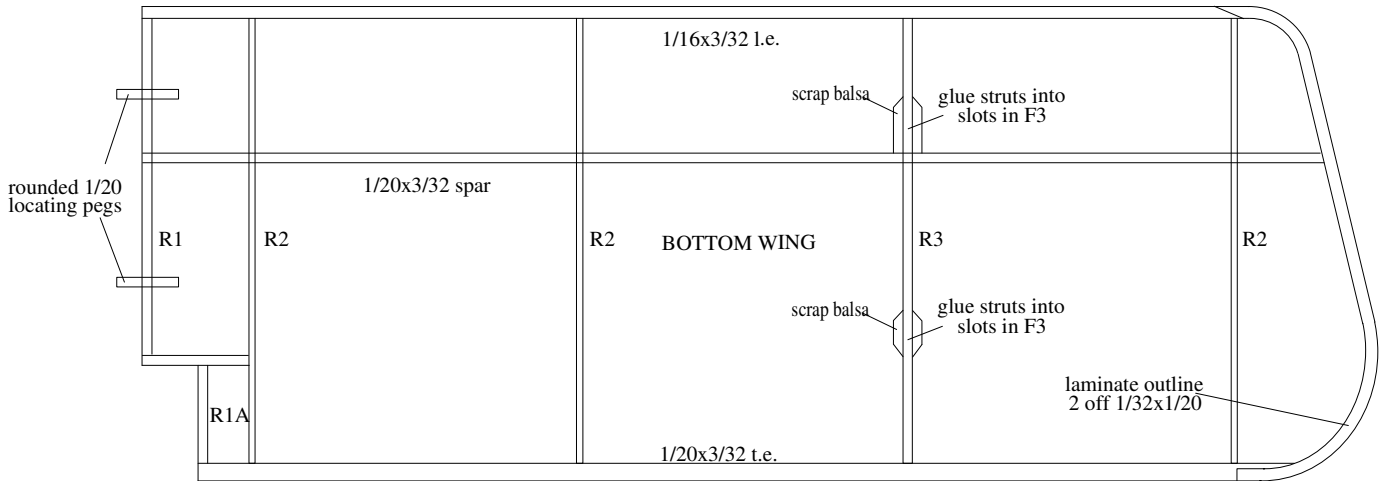 1/16x3/32 l.e.
scrap balsa
glue struts into
slots in F3
rounded 1/20
locating pegs
1/20x3/32 spar
R1
R2
R2
BOTTOM WING
R3
R2
scrap balsa
glue struts into
slots in F3
laminate outline
2 off 1/32x1/20
R1A
1/20x3/32 t.e.